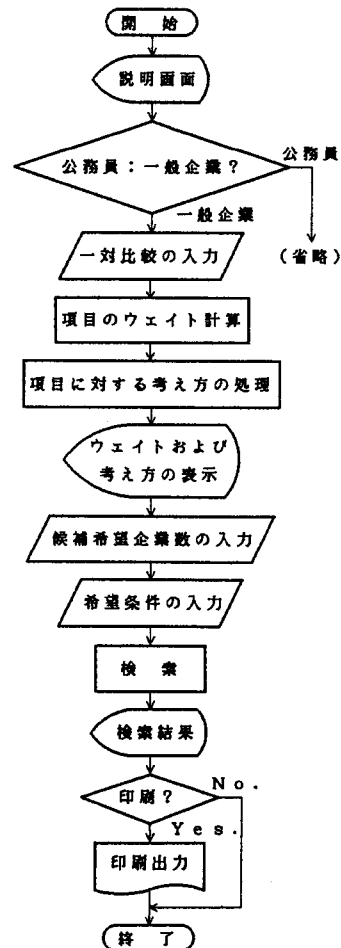 開始
説明画面
公務員：一般企業？
公務員
一般企業
（省略）
一対比較の入力
項目のウェイト計算
項目に対する考え方の処理
ウェイトおよび
考え方の表示
候補希望企業数の入力
希望条件の入力
検索
検索結果
印刷？
No.
Yes.
印刷出力
終了